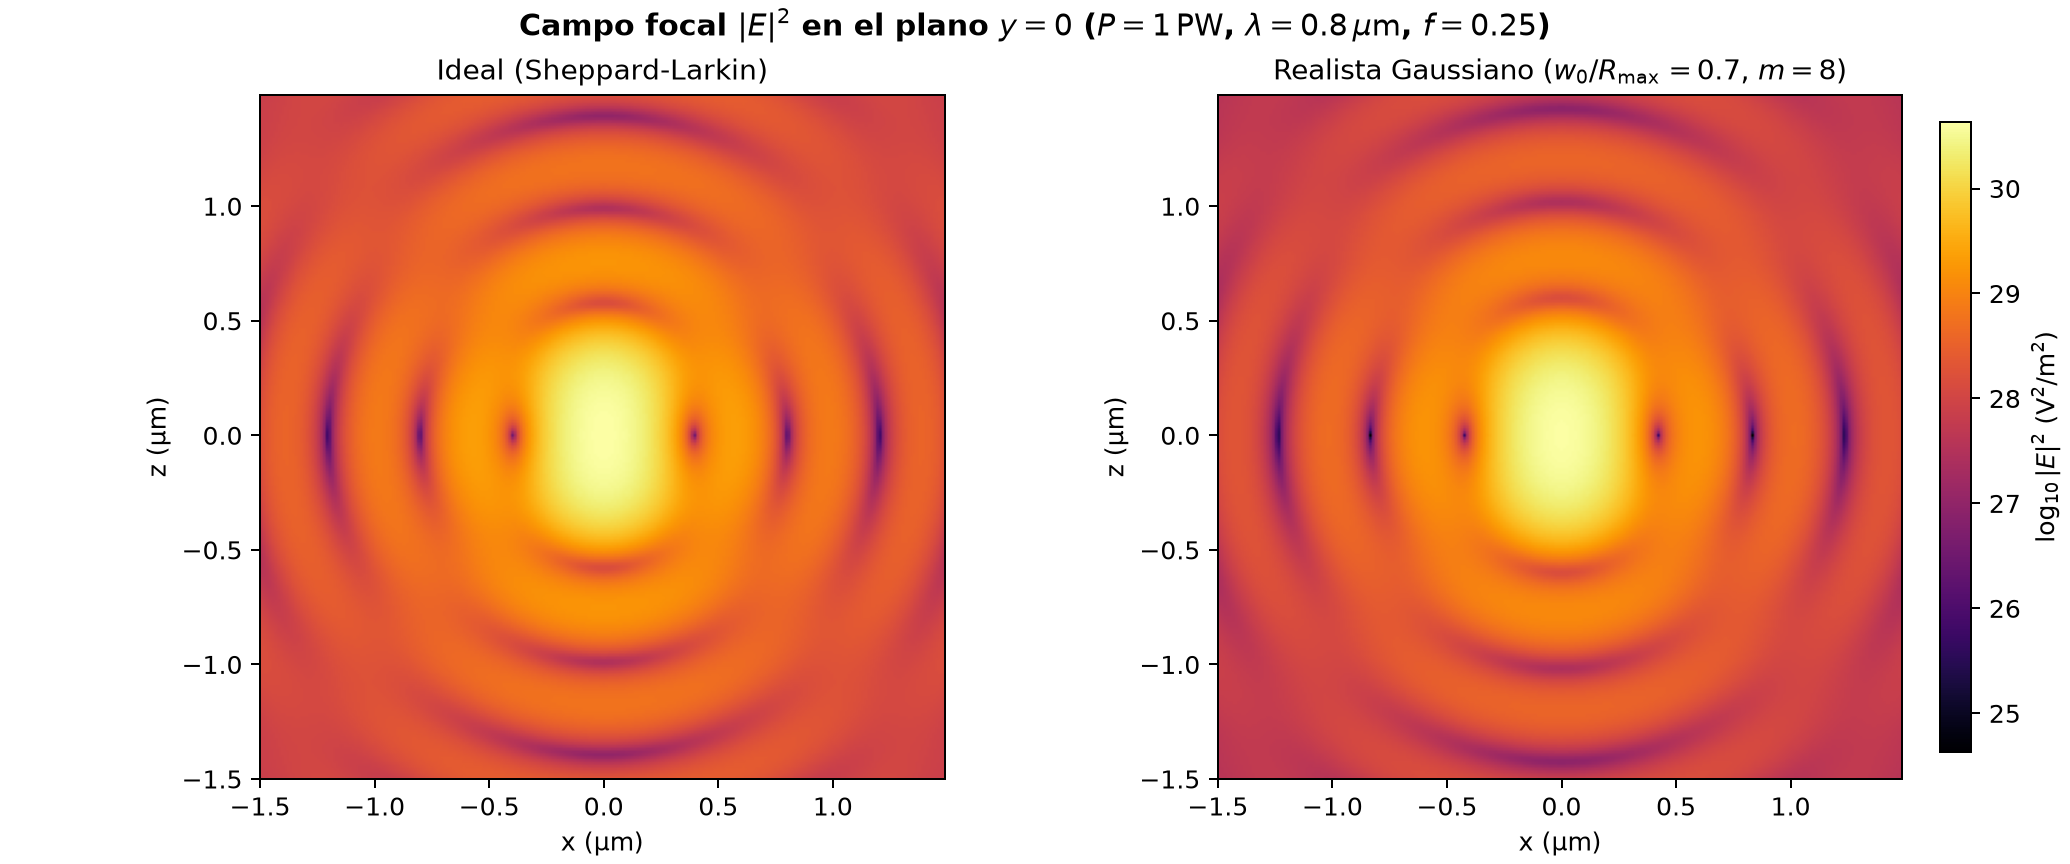 Campo focal |E|² en el plano y = 0 (P = 1 PW, λ = 0.8 μm, f = 0.25)
Ideal (Sheppard-Larkin)
1.0
0.5
0.0
−0.5
−1.0
−1.5
z (µm)
−1.5 −1.0 −0.5 0.0 0.5 1.0
x (µm)
Realista Gaussiano (w₀/Rₘₐₓ = 0.7, m = 8)
1.0
0.5
0.0
−0.5
−1.0
−1.5
z (µm)
−1.5 −1.0 −0.5 0.0 0.5 1.0
x (µm)
30
29
28
27
26
25
log₁₀ |E|² (V²/m²)